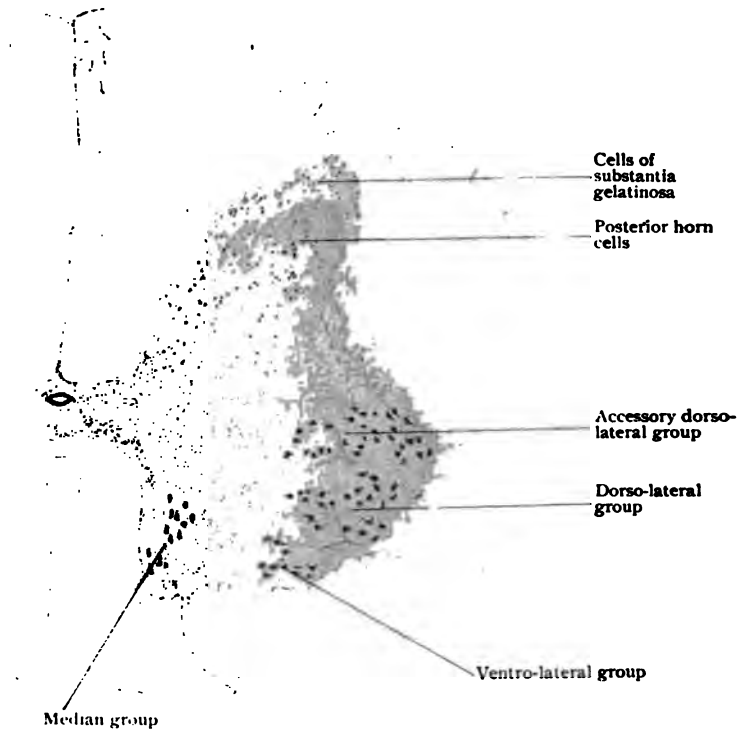 Cells of
substantia
gelatinosa
Posterior horn
cells
Accessory dorso-
lateral group
Dorso-lateral
group
Ventro-lateral group
Median group